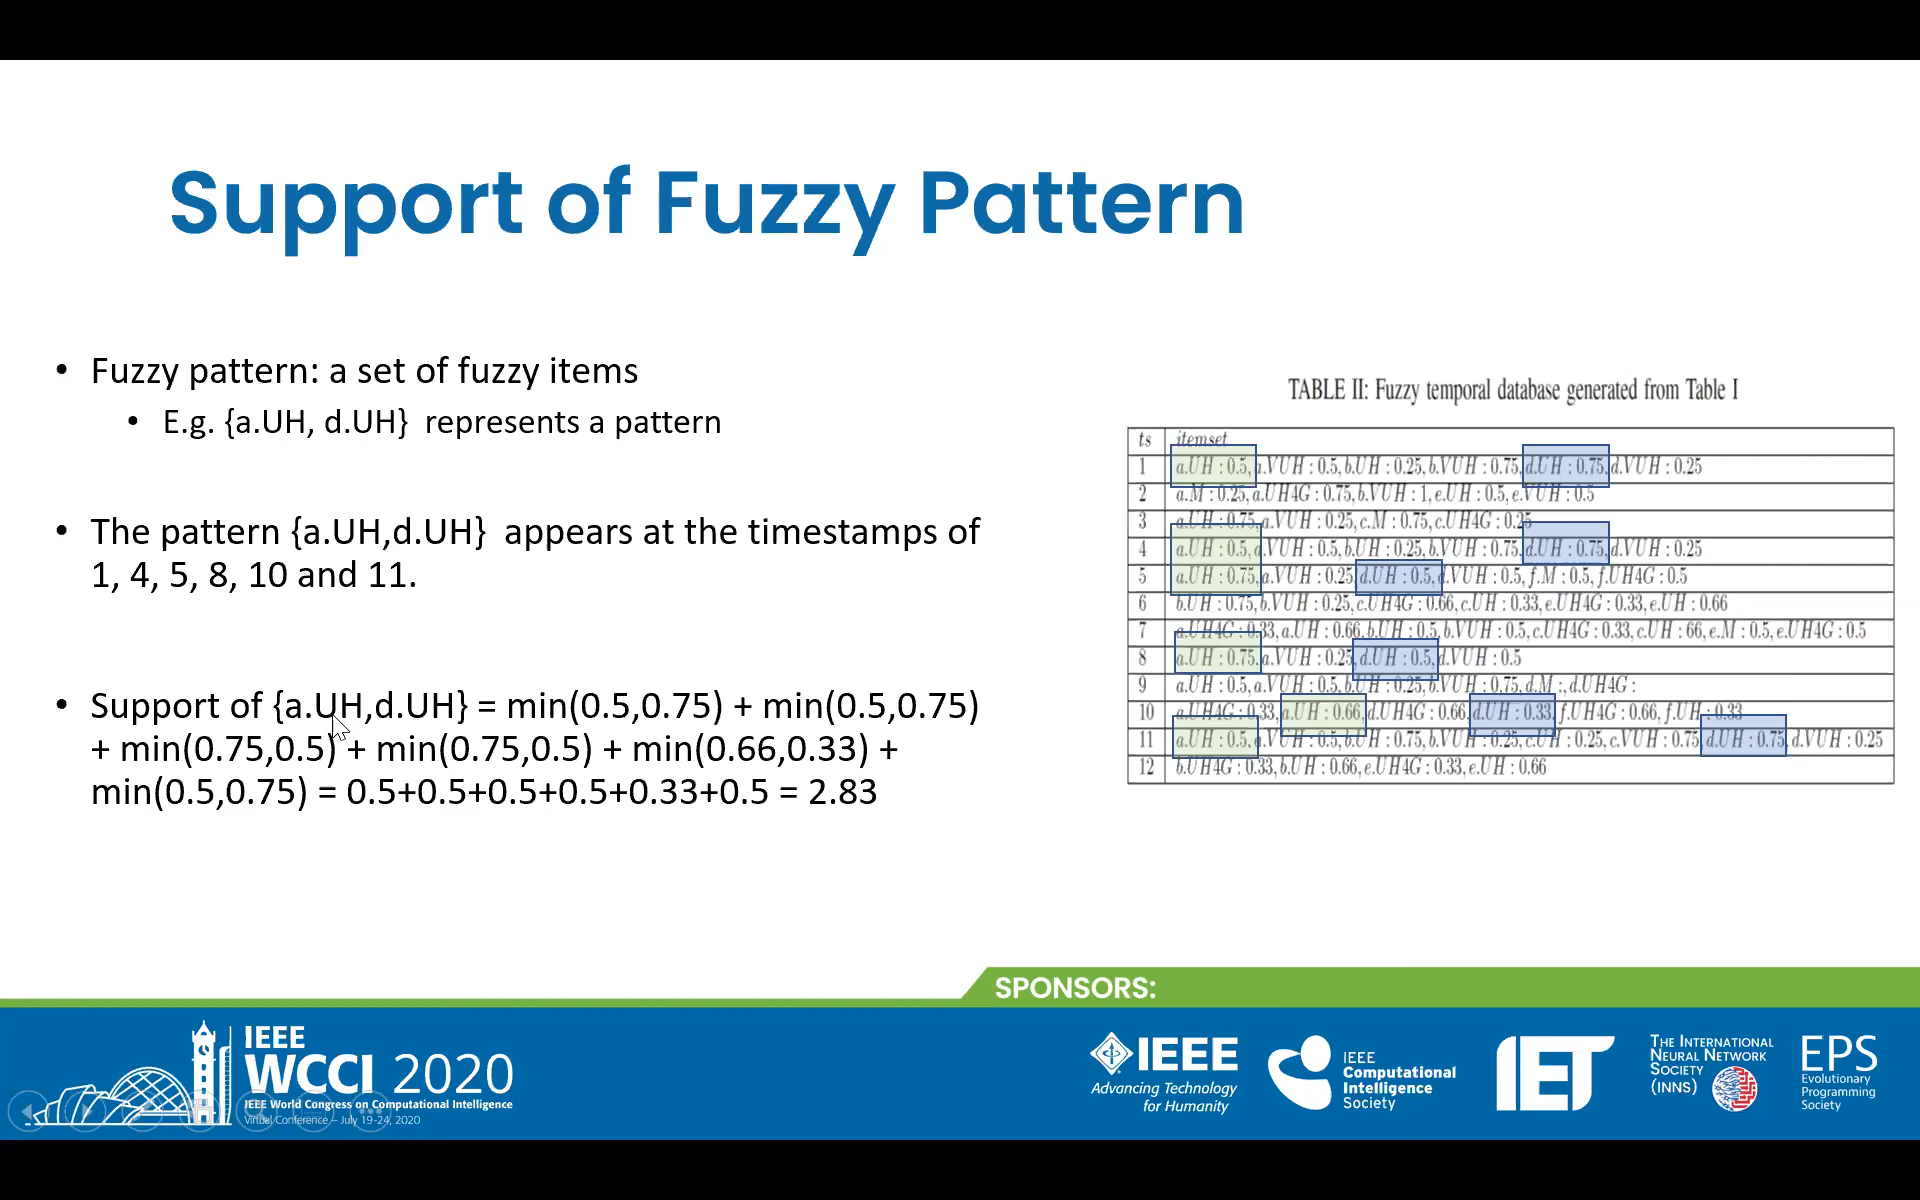 Support of Fuzzy Pattern
• Fuzzy pattern: a set of fuzzy items
• E.g. {a.UH, d.UH} represents a pattern
• The pattern {a.UH,d.UH} appears at the timestamps of
1, 4, 5, 8, 10 and 11.
• Support of {a.UH,d.UH} = min(0.5,0.75) + min(0.5,0.75)
+ min(0.75,0.5) + min(0.75,0.5) + min(0.66,0.33) +
min(0.5,0.75) = 0.5+0.5+0.5+0.5+0.33+0.5 = 2.83
TABLE II: Fuzzy temporal database generated from Table I
ts itemset
1 a.UH : 0.5, a.VUH : 0.5, b.UH : 0.25, b.VUH : 0.75, d.UH : 0.75, d.VUH : 0.25
2 a.M : 0.25, a.UH4G : 0.75, b.VUH : 1, e.UH : 0.5, e.VUH : 0.5
3 a.UH : 0.75, a.VUH : 0.25, c.M : 0.75, c.UH4G : 0.25
4 a.UH : 0.5, a.VUH : 0.5, b.UH : 0.25, b.VUH : 0.75, d.UH : 0.75, d.VUH : 0.25
5 a.UH : 0.75, a.VUH : 0.25, d.UH : 0.5, d.VUH : 0.5, f.M : 0.5, f.UH4G : 0.5
6 b.UH : 0.75, b.VUH : 0.25, c.UH4G : 0.66, c.UH : 0.33, e.UH4G : 0.33, e.UH : 0.66
7 a.UH4G : 0.33, a.UH : 0.66, b.UH : 0.5, b.VUH : 0.5, c.UH4G : 0.33, c.UH : 66, e.M : 0.5, e.UH4G : 0.5
8 a.UH : 0.75, a.VUH : 0.25, d.UH : 0.5, d.VUH : 0.5
9 a.UH : 0.5, a.VUH : 0.5, b.UH : 0.25, b.VUH : 0.75, d.M :, d.UH4G :
10 a.UH4G : 0.33, a.UH : 0.66, d.UH4G : 0.66, d.UH : 0.33, f.UH4G : 0.66, f.UH : 0.33
11 a.UH : 0.5, a.VUH : 0.5, b.UH : 0.75, b.VUH : 0.25, c.UH : 0.25, c.VUH : 0.75, d.UH : 0.75, d.VUH : 0.25
12 b.UH4G : 0.33, b.UH : 0.66, e.UH4G : 0.33, e.UH : 0.66
SPONSORS:
IEEE
WCCI 2020
IEEE World Congress on Computational Intelligence
Virtual Conference – July 19-24, 2020
IEEE
Advancing Technology
for Humanity
IEEE
Computational
Intelligence
Society
IET
THE INTERNATIONAL
NEURAL NETWORK
SOCIETY
(INNS)
EPS
Evolutionary
Programming
Society